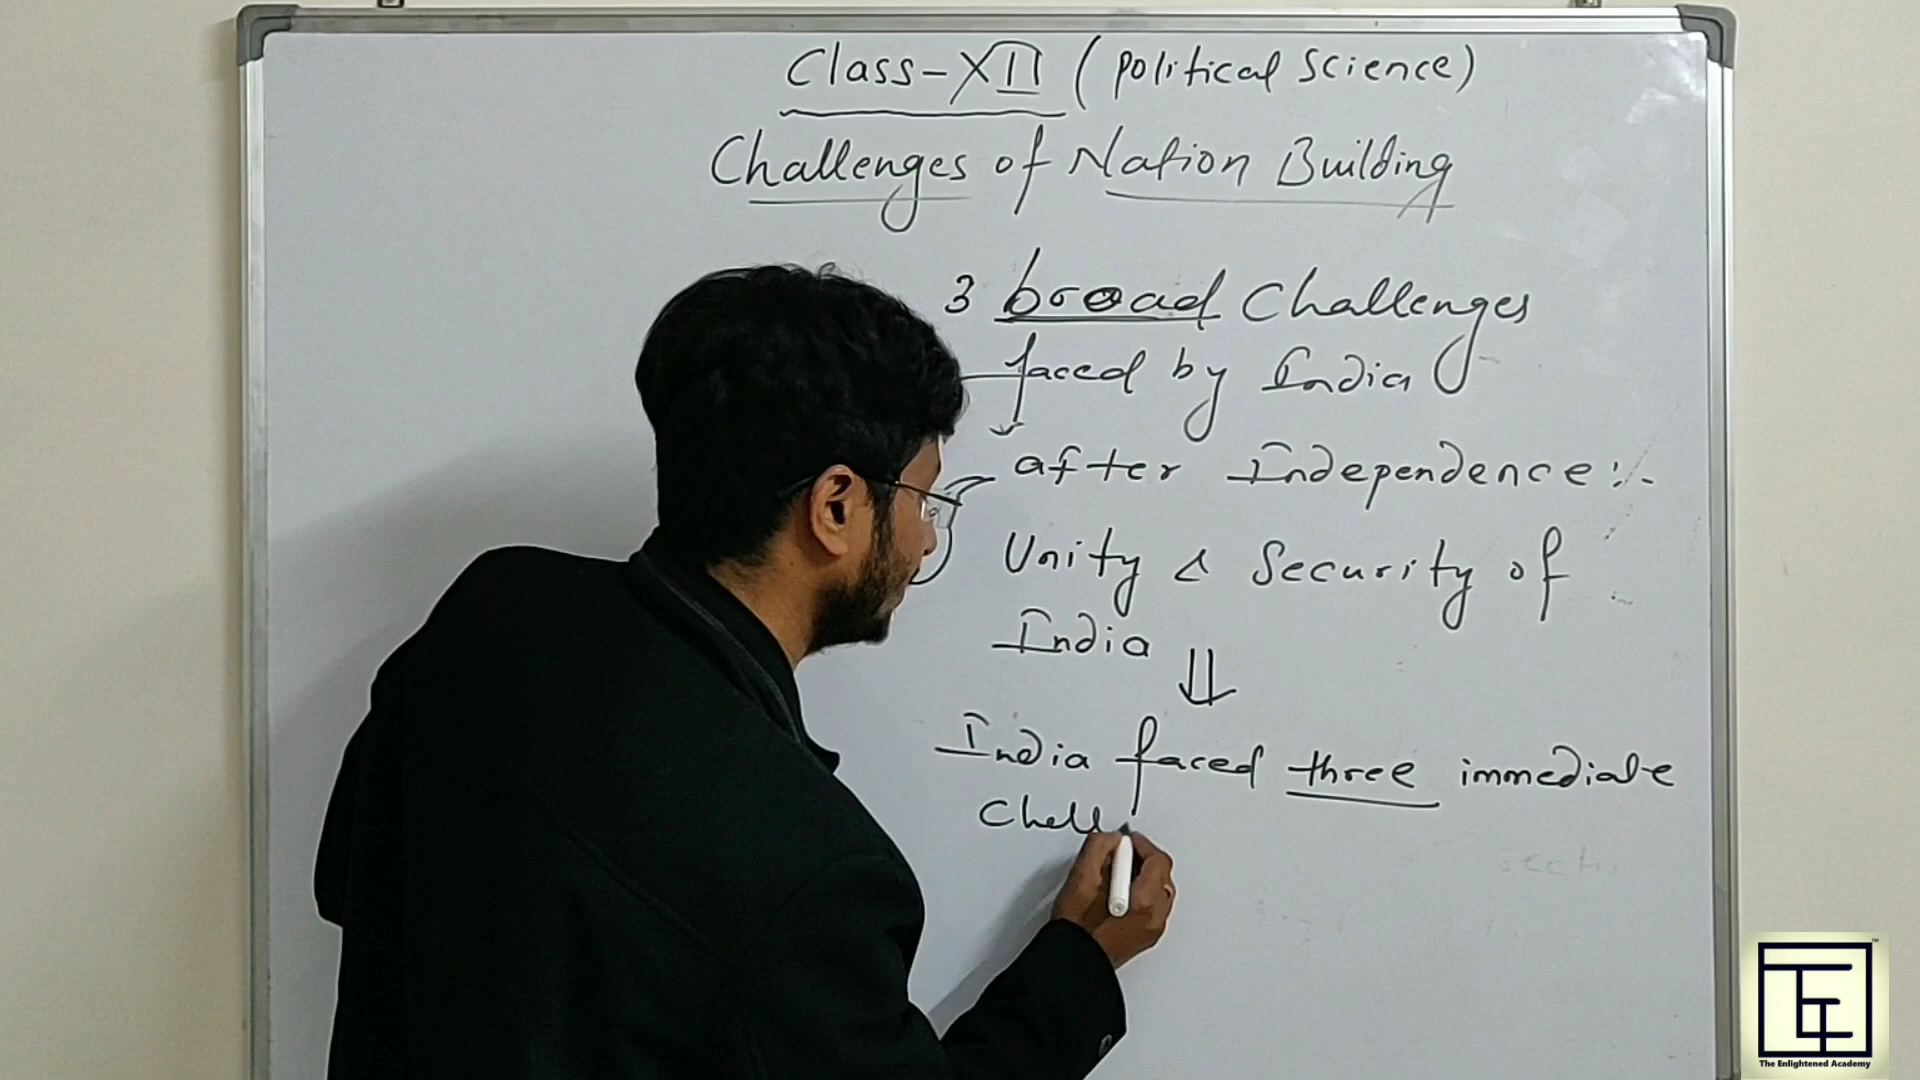 Class-XII (Political Science)
Challenges of Nation Building
3 broad Challenges
faced by India
after Independence:-
Unity & Security of
India
India faced three immediate
Chall
TM
The Enlightened Academy